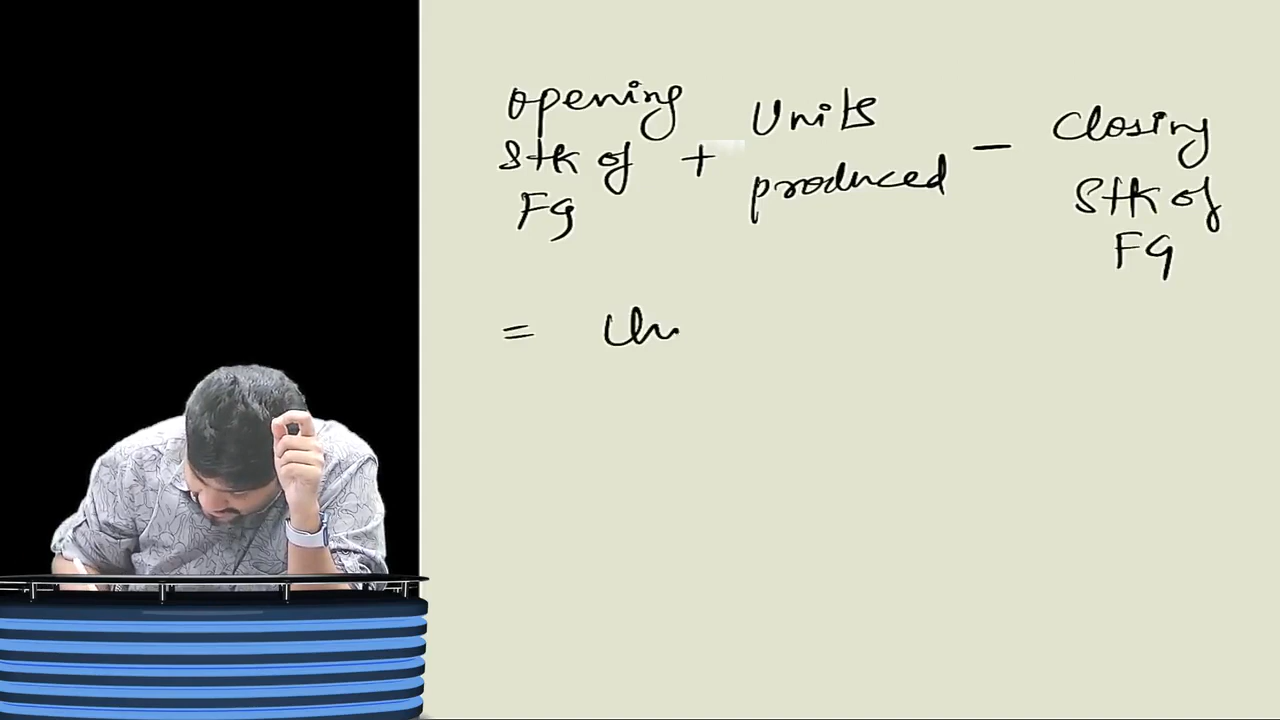 Opening Stk of FG + Units produced - Closing Stk of FG
=